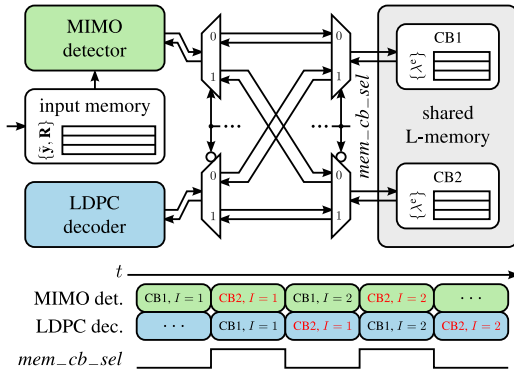 MIMO
detector
input memory
{ỹ, R}
LDPC
decoder
0
1
0
1
0
1
0
1
mem_cb_sel
CB1
{λᵉ}
shared
L-memory
CB2
{λᵉ}
t
MIMO det. CB1, I = 1 CB2, I = 1 CB1, I = 2 CB2, I = 2 · · ·
LDPC dec. · · · CB1, I = 1 CB2, I = 1 CB1, I = 2 CB2, I = 2
mem_cb_sel